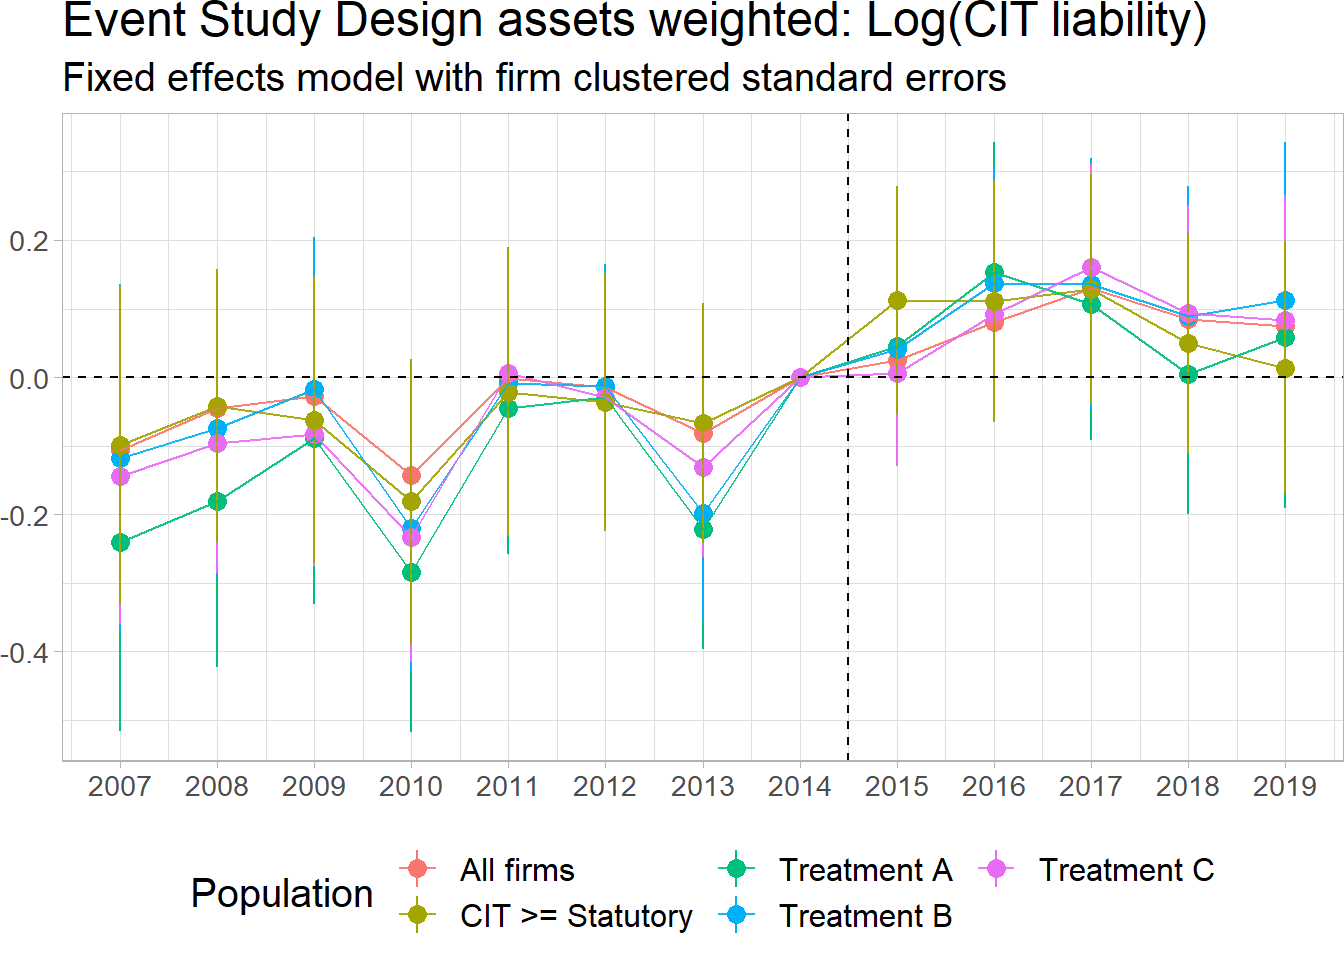 Event Study Design assets weighted: Log(CIT liability)
Fixed effects model with firm clustered standard errors
0.2
0.0
-0.2
-0.4
2007 2008 2009 2010 2011 2012 2013 2014 2015 2016 2017 2018 2019
Population
All firms Treatment A Treatment C
CIT >= Statutory Treatment B